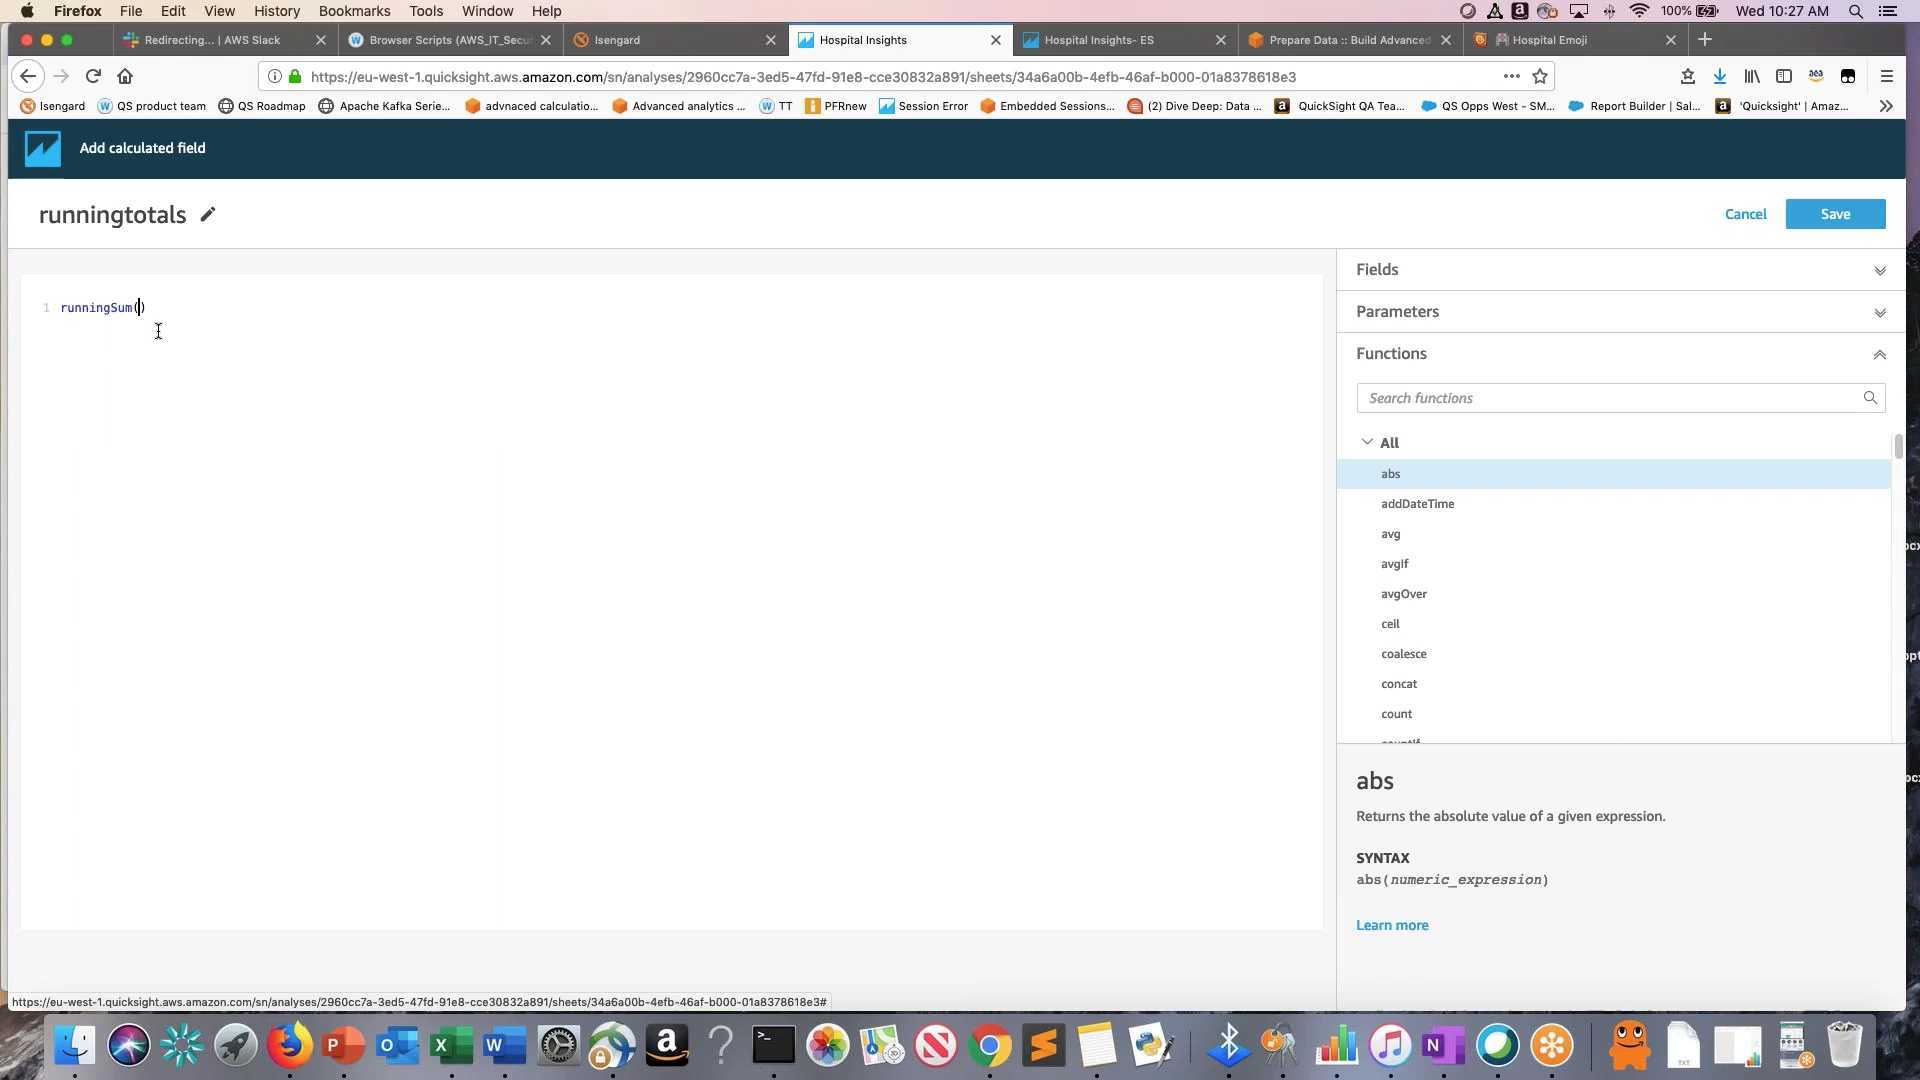 Firefox File Edit View History Bookmarks Tools Window Help 100% Wed 10:27 AM
Redirecting... | AWS Slack
Browser Scripts (AWS_IT_Secu
Isengard
Hospital Insights
Hospital Insights- ES
Prepare Data :: Build Advanced
Hospital Emoji
https://eu-west-1.quicksight.aws.amazon.com/sn/analyses/2960cc7a-3ed5-47fd-91e8-cce30832a891/sheets/34a6a00b-4efb-46af-b000-01a8378618e3
Isengard QS product team QS Roadmap Apache Kafka Serie... advnaced calculatio... Advanced analytics ... TT PFRnew Session Error Embedded Sessions... (2) Dive Deep: Data ... QuickSight QA Tea... QS Opps West - SM... Report Builder | Sal... 'Quicksight' | Amaz...
Add calculated field
runningtotals
Cancel Save
1 runningSum()
Fields
Parameters
Functions
Search functions
All
abs
addDateTime
avg
avgIf
avgOver
ceil
coalesce
concat
count
countIf
abs
Returns the absolute value of a given expression.
SYNTAX
abs(numeric_expression)
Learn more
https://eu-west-1.quicksight.aws.amazon.com/sn/analyses/2960cc7a-3ed5-47fd-91e8-cce30832a891/sheets/34a6a00b-4efb-46af-b000-01a8378618e3#